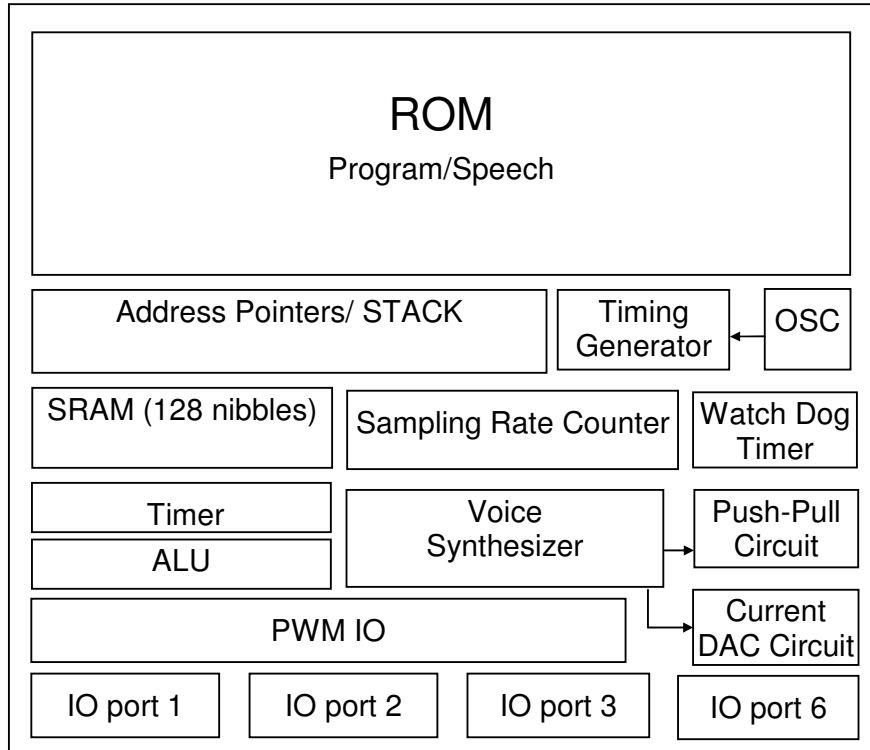 ROM
Program/Speech
Address Pointers/ STACK
Timing
Generator
OSC
SRAM (128 nibbles)
Sampling Rate Counter
Watch Dog
Timer
Timer
ALU
Voice
Synthesizer
Push-Pull
Circuit
PWM IO
Current
DAC Circuit
IO port 1
IO port 2
IO port 3
IO port 6